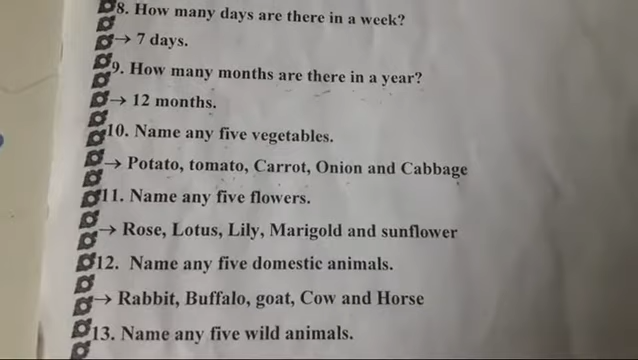 8. How many days are there in a week?
→ 7 days.
9. How many months are there in a year?
→ 12 months.
10. Name any five vegetables.
→ Potato, tomato, Carrot, Onion and Cabbage
11. Name any five flowers.
→ Rose, Lotus, Lily, Marigold and sunflower
12. Name any five domestic animals.
→ Rabbit, Buffalo, goat, Cow and Horse
13. Name any five wild animals.